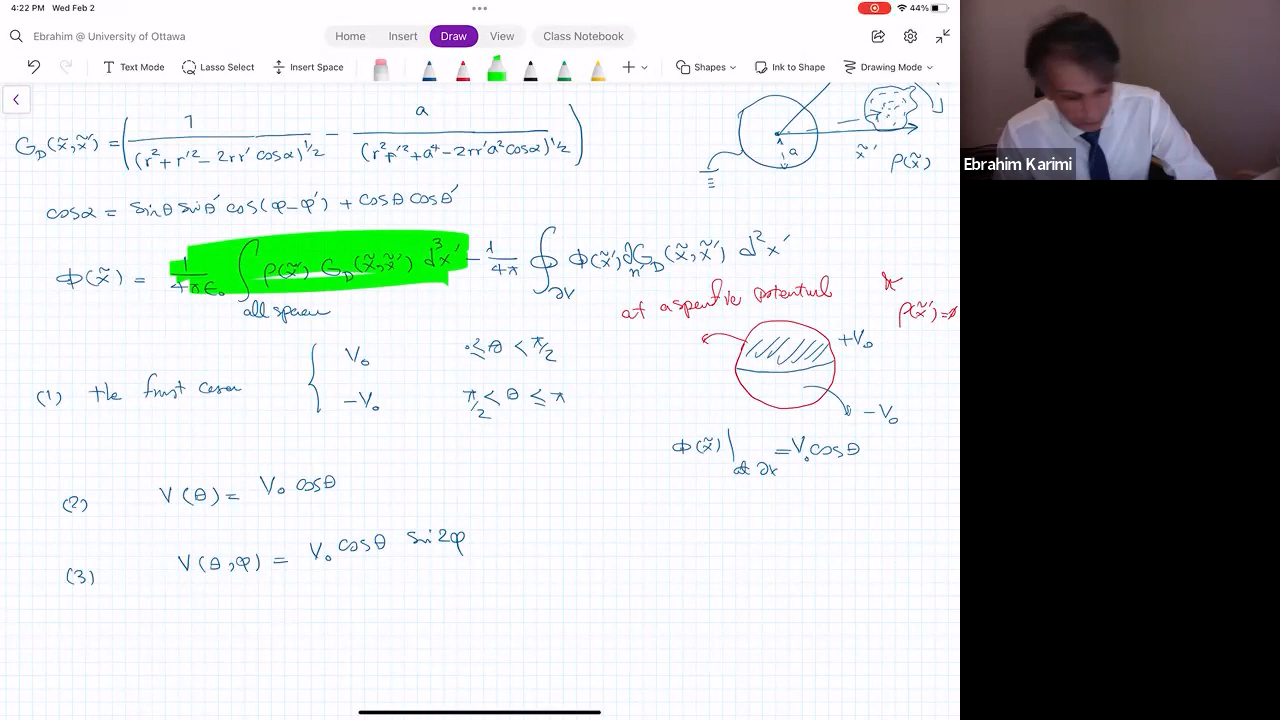 4:22 PM Wed Feb 2
44%
Ebrahim @ University of Ottawa
Home Insert Draw View Class Notebook
Text Mode Lasso Select Insert Space Shapes Ink to Shape Drawing Mode
G_D(x̃,x̃') = ( 1 / (r² + r'² - 2rr' cosα)^1/2 - a / (r²r'² + a⁴ - 2rr'a² cosα)^1/2 )
a
x̃' ρ(x̃)
Ebrahim Karimi
cosα = sinθ sinθ' cos(φ-φ') + cosθ cosθ'
Φ(x̃) = 1/4πε₀ ∫ ρ(x̃') G_D(x̃,x̃') d³x' - 1/4π ∮ Φ(x̃') ∂_n G_D(x̃,x̃') d²x'
all space ∂V
at a specific potential
ρ(x̃')=0
+V₀
(1) the first case { V₀ 0 ≤ θ < π/2
-V₀ π/2 < θ ≤ π
-V₀
Φ(x̃)| at ∂V = V₀ cosθ
(2) V(θ) = V₀ cosθ
(3) V(θ,φ) = V₀ cosθ sin2φ